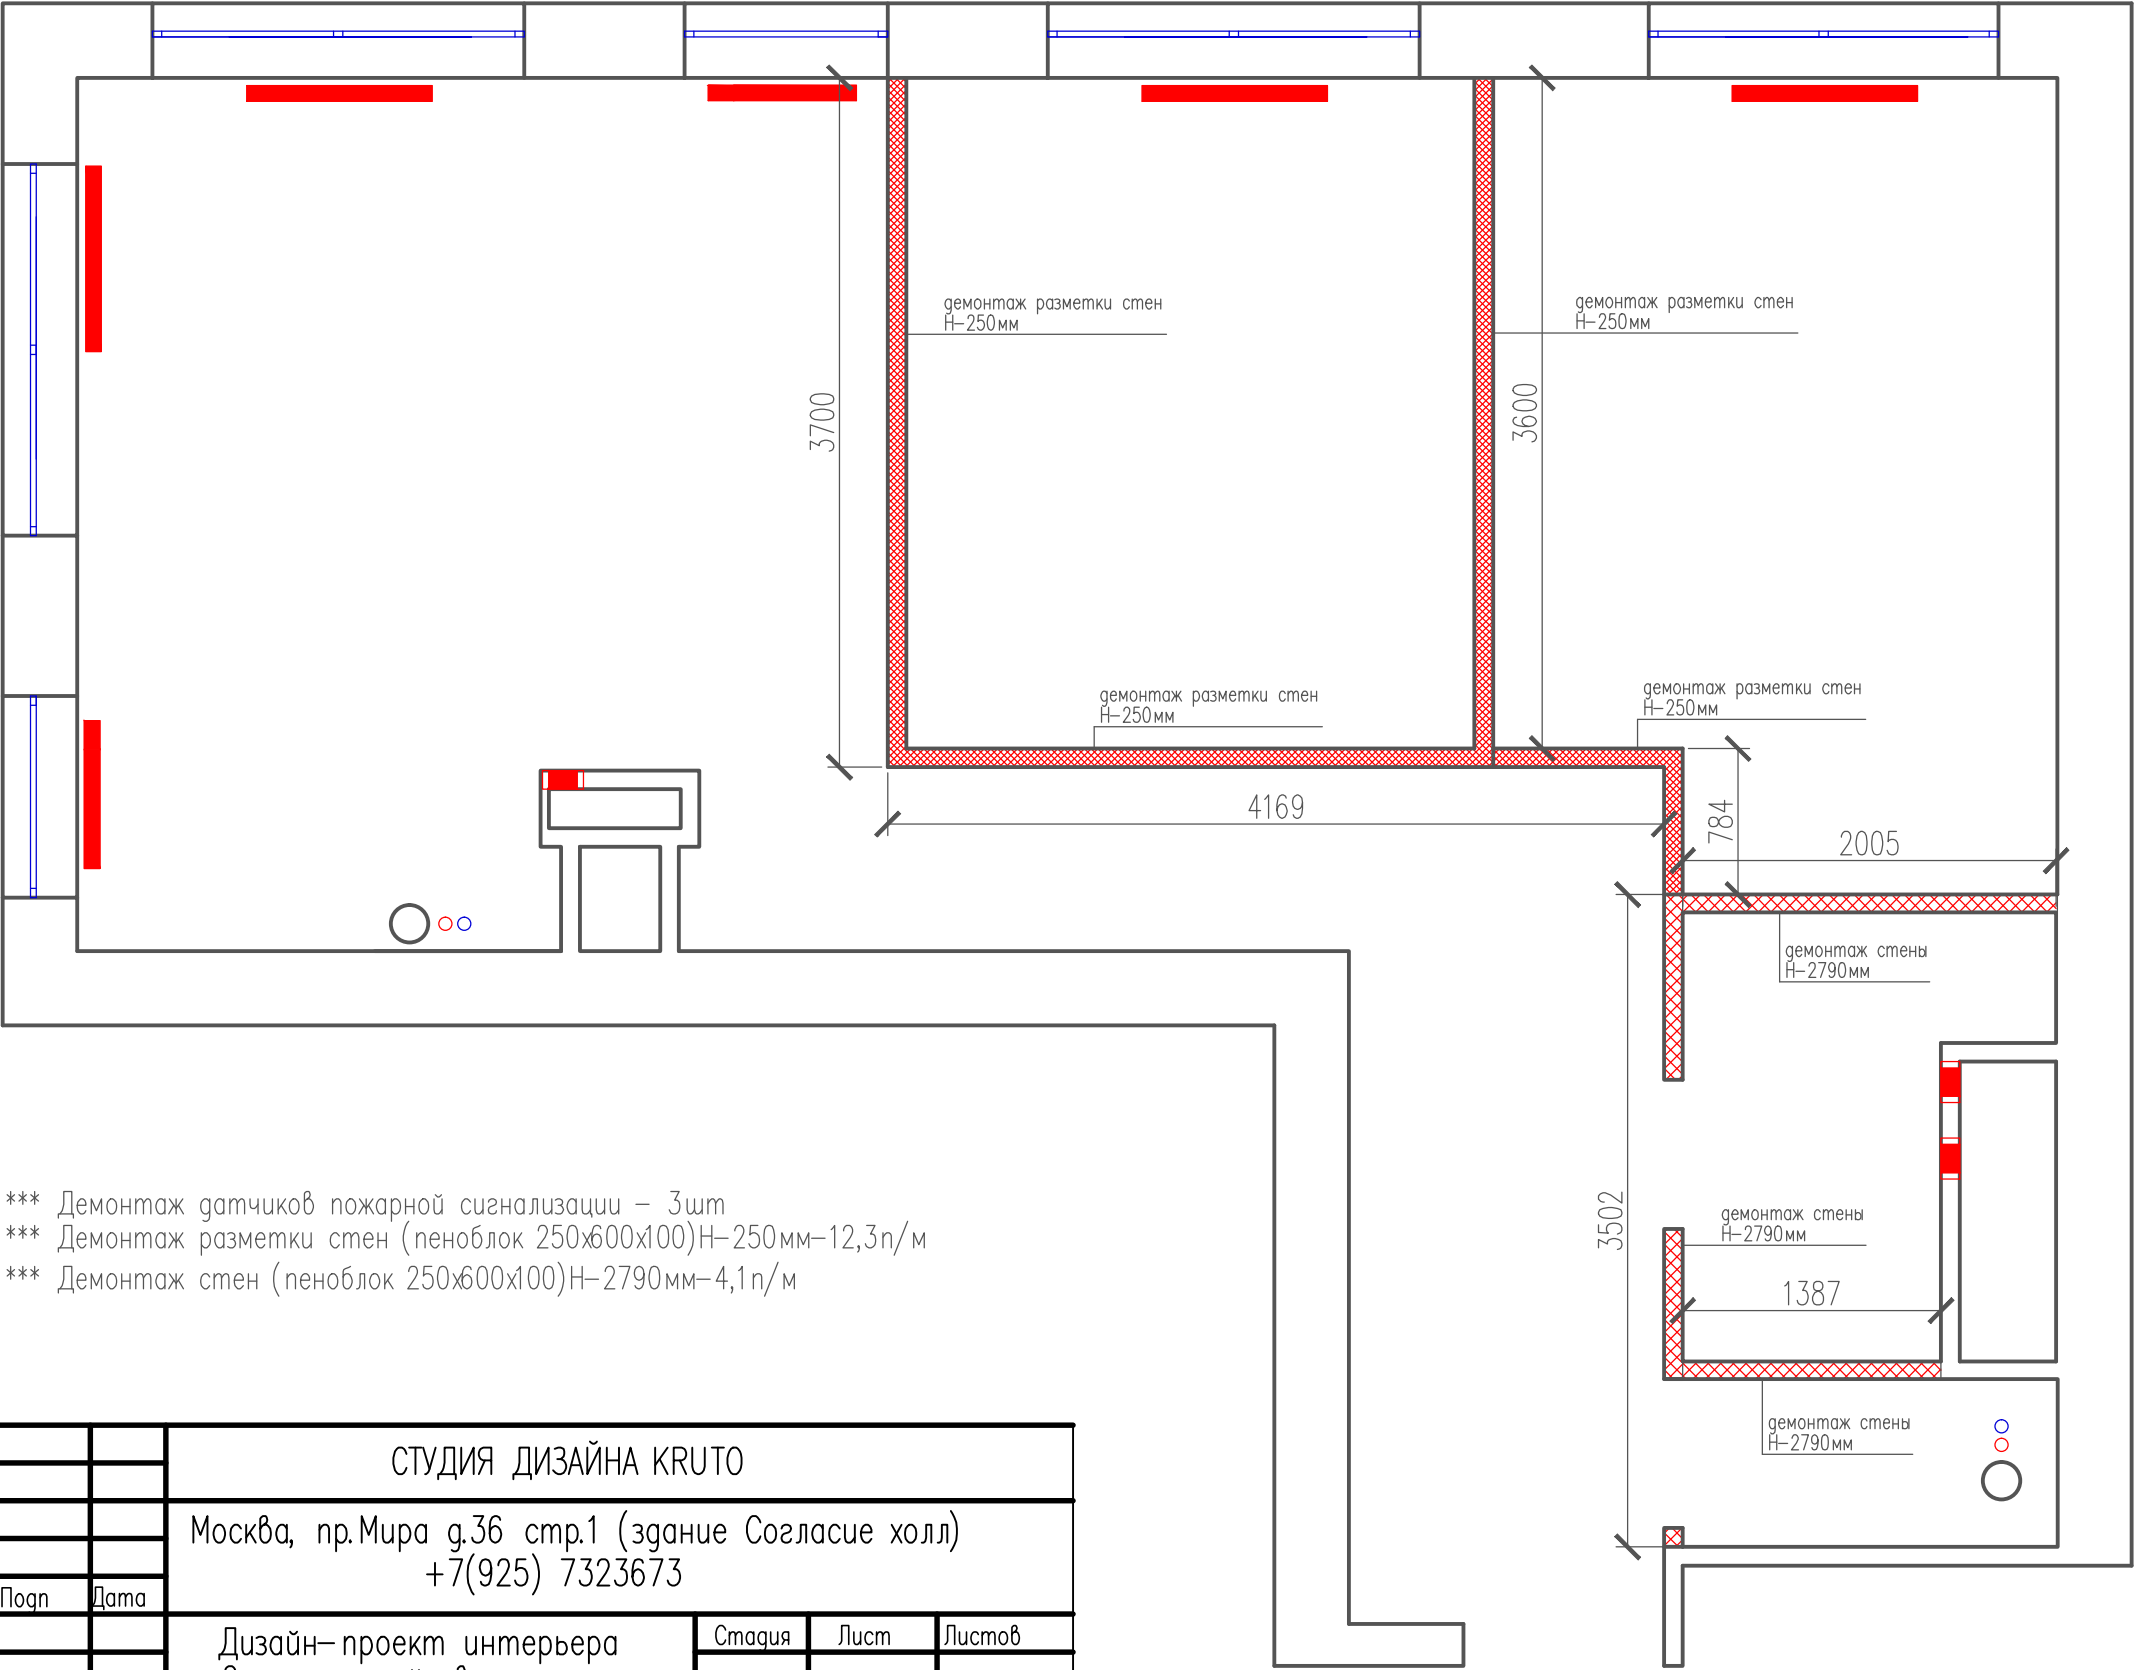 демонтаж разметки стен
H-250мм
демонтаж разметки стен
H-250мм
3700
3600
демонтаж разметки стен
H-250мм
демонтаж разметки стен
H-250мм
4169
784
2005
демонтаж стены
H-2790мм
3502
демонтаж стены
H-2790мм
1387
демонтаж стены
H-2790мм
*** Демонтаж датчиков пожарной сигнализации - 3шт
*** Демонтаж разметки стен (пеноблок 250х600х100)H-250мм-12,3п/м
*** Демонтаж стен (пеноблок 250х600х100)H-2790мм-4,1п/м
СТУДИЯ ДИЗАЙНА KRUTO
Москва, пр.Мира д.36 стр.1 (здание Согласие холл)
+7(925) 7323673
Подп Дата
Дизайн-проект интерьера
Стадия Лист Листов